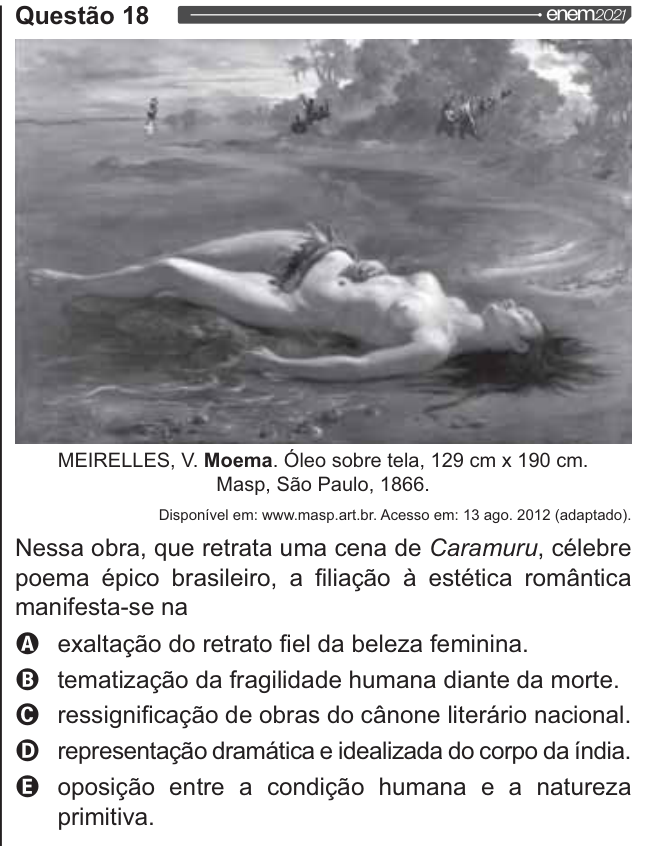 Questão 18
enem2021
MEIRELLES, V. Moema. Óleo sobre tela, 129 cm x 190 cm.
Masp, São Paulo, 1866.
Disponível em: www.masp.art.br. Acesso em: 13 ago. 2012 (adaptado).
Nessa obra, que retrata uma cena de Caramuru, célebre
poema épico brasileiro, a filiação à estética romântica
manifesta-se na
A exaltação do retrato fiel da beleza feminina.
B tematização da fragilidade humana diante da morte.
C ressignificação de obras do cânone literário nacional.
D representação dramática e idealizada do corpo da índia.
E oposição entre a condição humana e a natureza
primitiva.